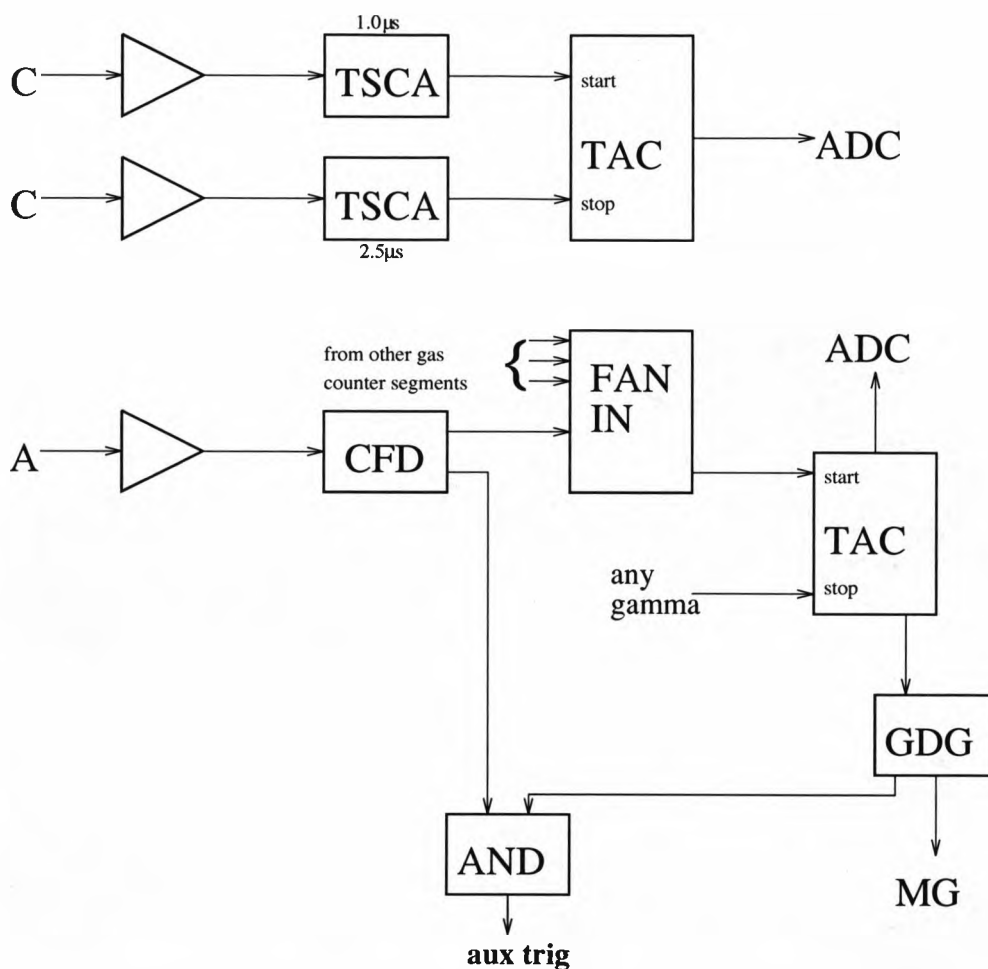 1.0µs
C
TSCA
start
TAC
ADC
C
TSCA
stop
2.5µs
from other gas
counter segments
{
FAN
IN
ADC
A
CFD
start
TAC
any
gamma
stop
GDG
AND
MG
aux trig